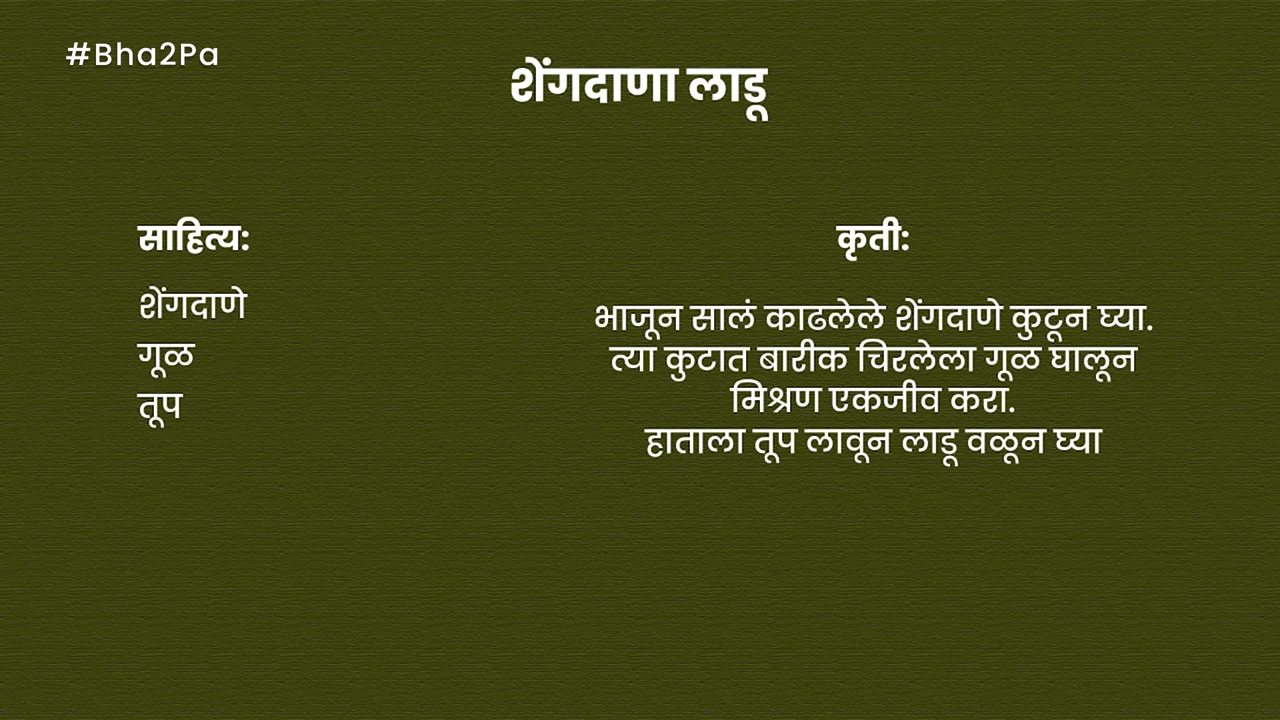 #Bha2Pa
शेंगदाणा लाडू
साहित्य:
शेंगदाणे
गूळ
तूप
कृती:
भाजून सालं काढलेले शेंगदाणे कुटून घ्या.
त्या कुटात बारीक चिरलेला गूळ घालून
मिश्रण एकजीव करा.
हाताला तूप लावून लाडू वळून घ्या